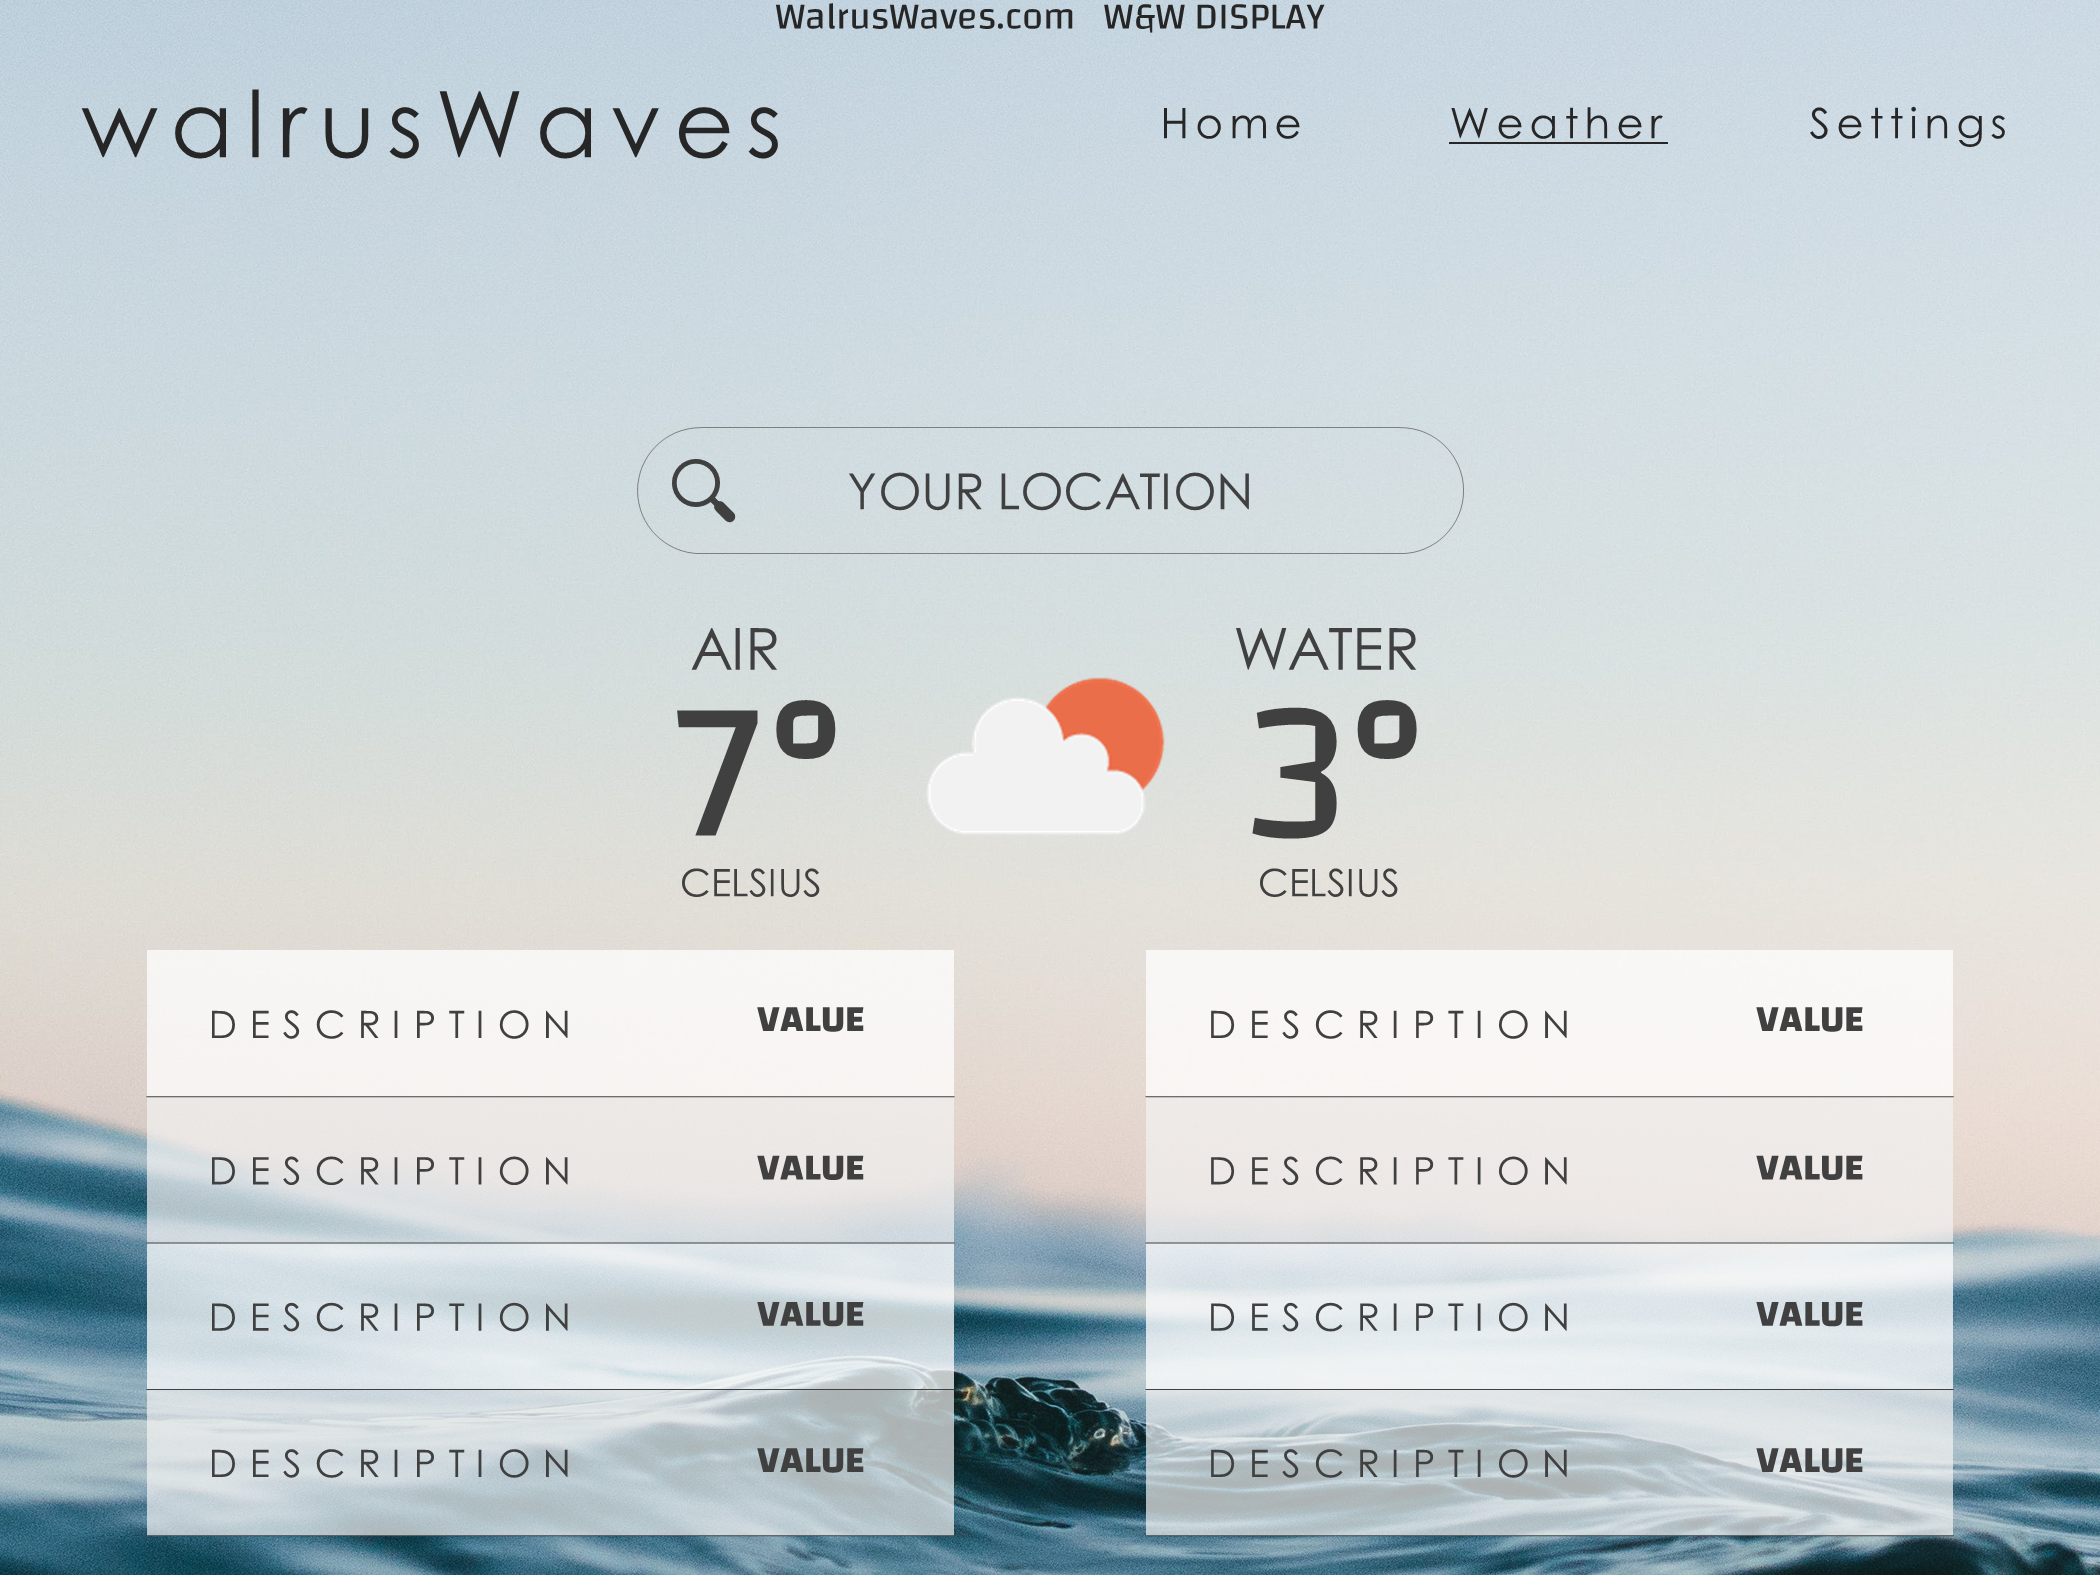 WalrusWaves.com W&W DISPLAY
walrusWaves
Home Weather Settings
YOUR LOCATION
AIR WATER
7° 3°
CELSIUS CELSIUS
DESCRIPTION VALUE
DESCRIPTION VALUE
DESCRIPTION VALUE
DESCRIPTION VALUE
DESCRIPTION VALUE
DESCRIPTION VALUE
DESCRIPTION VALUE
DESCRIPTION VALUE